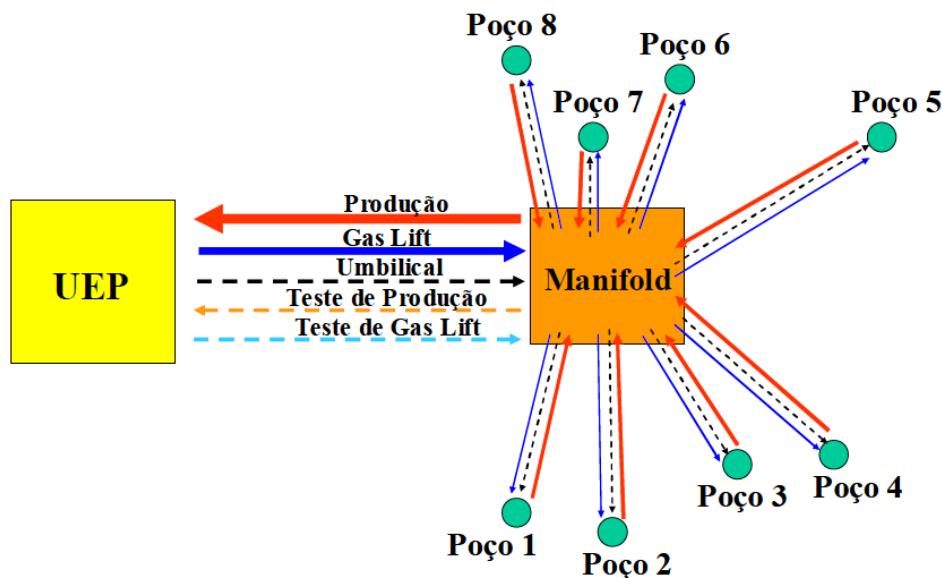 Poço 8
Poço 6
Poço 7
Poço 5
Produção
Gas Lift
Umbilical
UEP
Manifold
Teste de Produção
Teste de Gas Lift
Poço 3
Poço 4
Poço 1
Poço 2